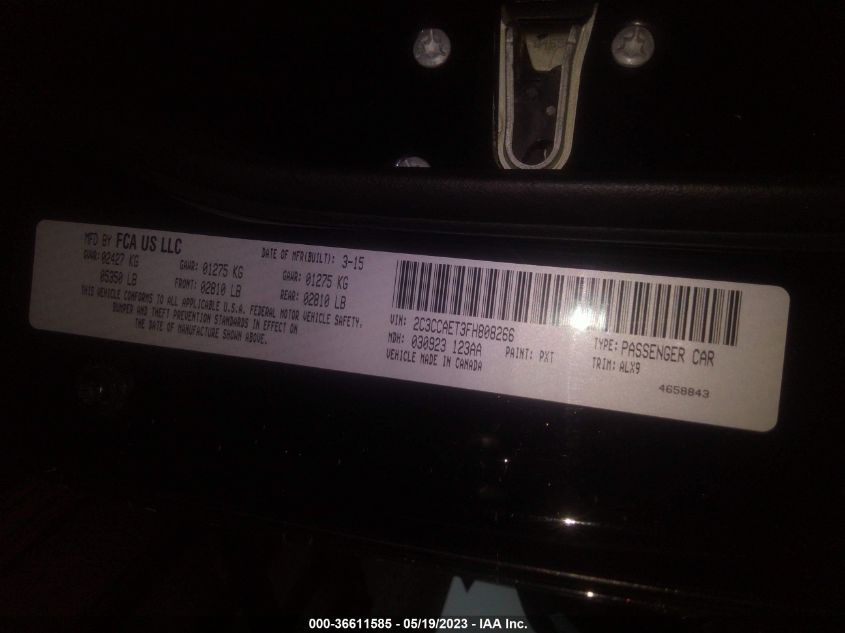 MFD BY FCA US LLC
DATE OF MFR(BUILT): 3-15
GVWR: 02427 KG
GAWR: 01275 KG
GAWR: 01275 KG
05350 LB
FRONT: 02810 LB
REAR: 02810 LB
THIS VEHICLE CONFORMS TO ALL APPLICABLE U.S.A. FEDERAL MOTOR VEHICLE SAFETY,
BUMPER AND THEFT PREVENTION STANDARDS IN EFFECT ON
THE DATE OF MANUFACTURE SHOWN ABOVE.
VIN: 2C3CCAET3FH808266
TYPE: PASSENGER CAR
MDH: 030923 123AA
PAINT: PXT
TRIM: ALX9
VEHICLE MADE IN CANADA
4658843
000-36611585 - 05/19/2023 - IAA Inc.